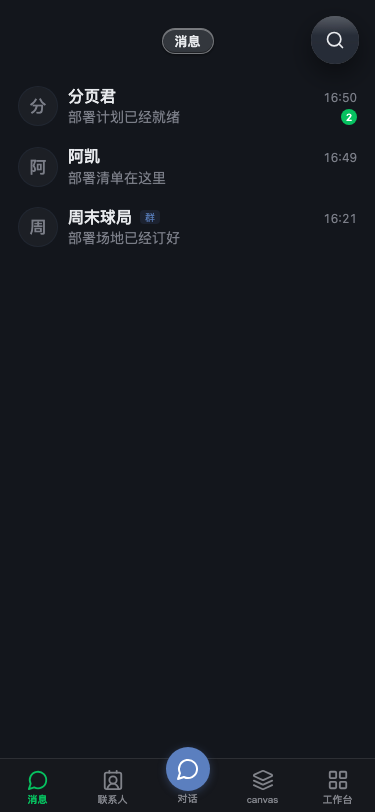 消息
分
分页君
16:50
部署计划已经就绪
2
阿
阿凯
16:49
部署清单在这里
周
周末球局 群
16:21
部署场地已经订好
消息
联系人
对话
canvas
工作台